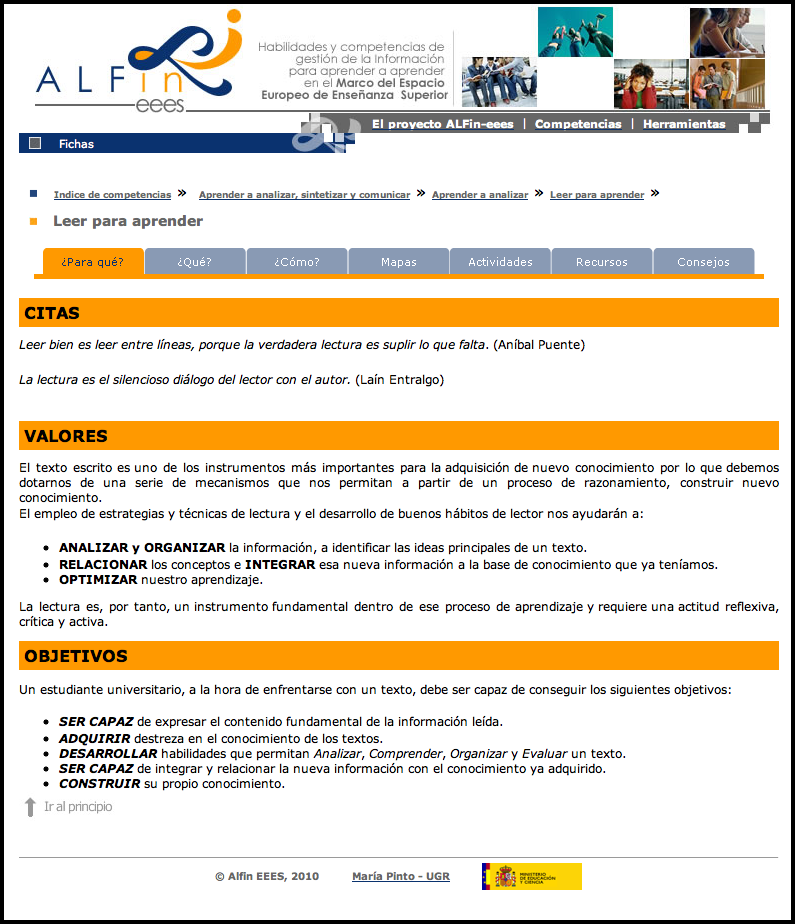 ALFin
eees
Habilidades y competencias de
gestión de la Información
para aprender a aprender
en el Marco del Espacio
Europeo de Enseñanza Superior
El proyecto ALFin-eees | Competencias | Herramientas
Fichas
Indice de competencias » Aprender a analizar, sintetizar y comunicar » Aprender a analizar » Leer para aprender »
Leer para aprender
¿Para qué? ¿Qué? ¿Cómo? Mapas Actividades Recursos Consejos
CITAS
Leer bien es leer entre líneas, porque la verdadera lectura es suplir lo que falta. (Aníbal Puente)
La lectura es el silencioso diálogo del lector con el autor. (Laín Entralgo)
VALORES
El texto escrito es uno de los instrumentos más importantes para la adquisición de nuevo conocimiento por lo que debemos
dotarnos de una serie de mecanismos que nos permitan a partir de un proceso de razonamiento, construir nuevo
conocimiento.
El empleo de estrategias y técnicas de lectura y el desarrollo de buenos hábitos de lector nos ayudarán a:
• ANALIZAR y ORGANIZAR la información, a identificar las ideas principales de un texto.
• RELACIONAR los conceptos e INTEGRAR esa nueva información a la base de conocimiento que ya teníamos.
• OPTIMIZAR nuestro aprendizaje.
La lectura es, por tanto, un instrumento fundamental dentro de ese proceso de aprendizaje y requiere una actitud reflexiva,
crítica y activa.
OBJETIVOS
Un estudiante universitario, a la hora de enfrentarse con un texto, debe ser capaz de conseguir los siguientes objetivos:
• SER CAPAZ de expresar el contenido fundamental de la información leída.
• ADQUIRIR destreza en el conocimiento de los textos.
• DESARROLLAR habilidades que permitan Analizar, Comprender, Organizar y Evaluar un texto.
• SER CAPAZ de integrar y relacionar la nueva información con el conocimiento ya adquirido.
• CONSTRUIR su propio conocimiento.
Ir al principio
© Alfin EEES, 2010 María Pinto - UGR
MINISTERIO
DE EDUCACIÓN
Y CIENCIA